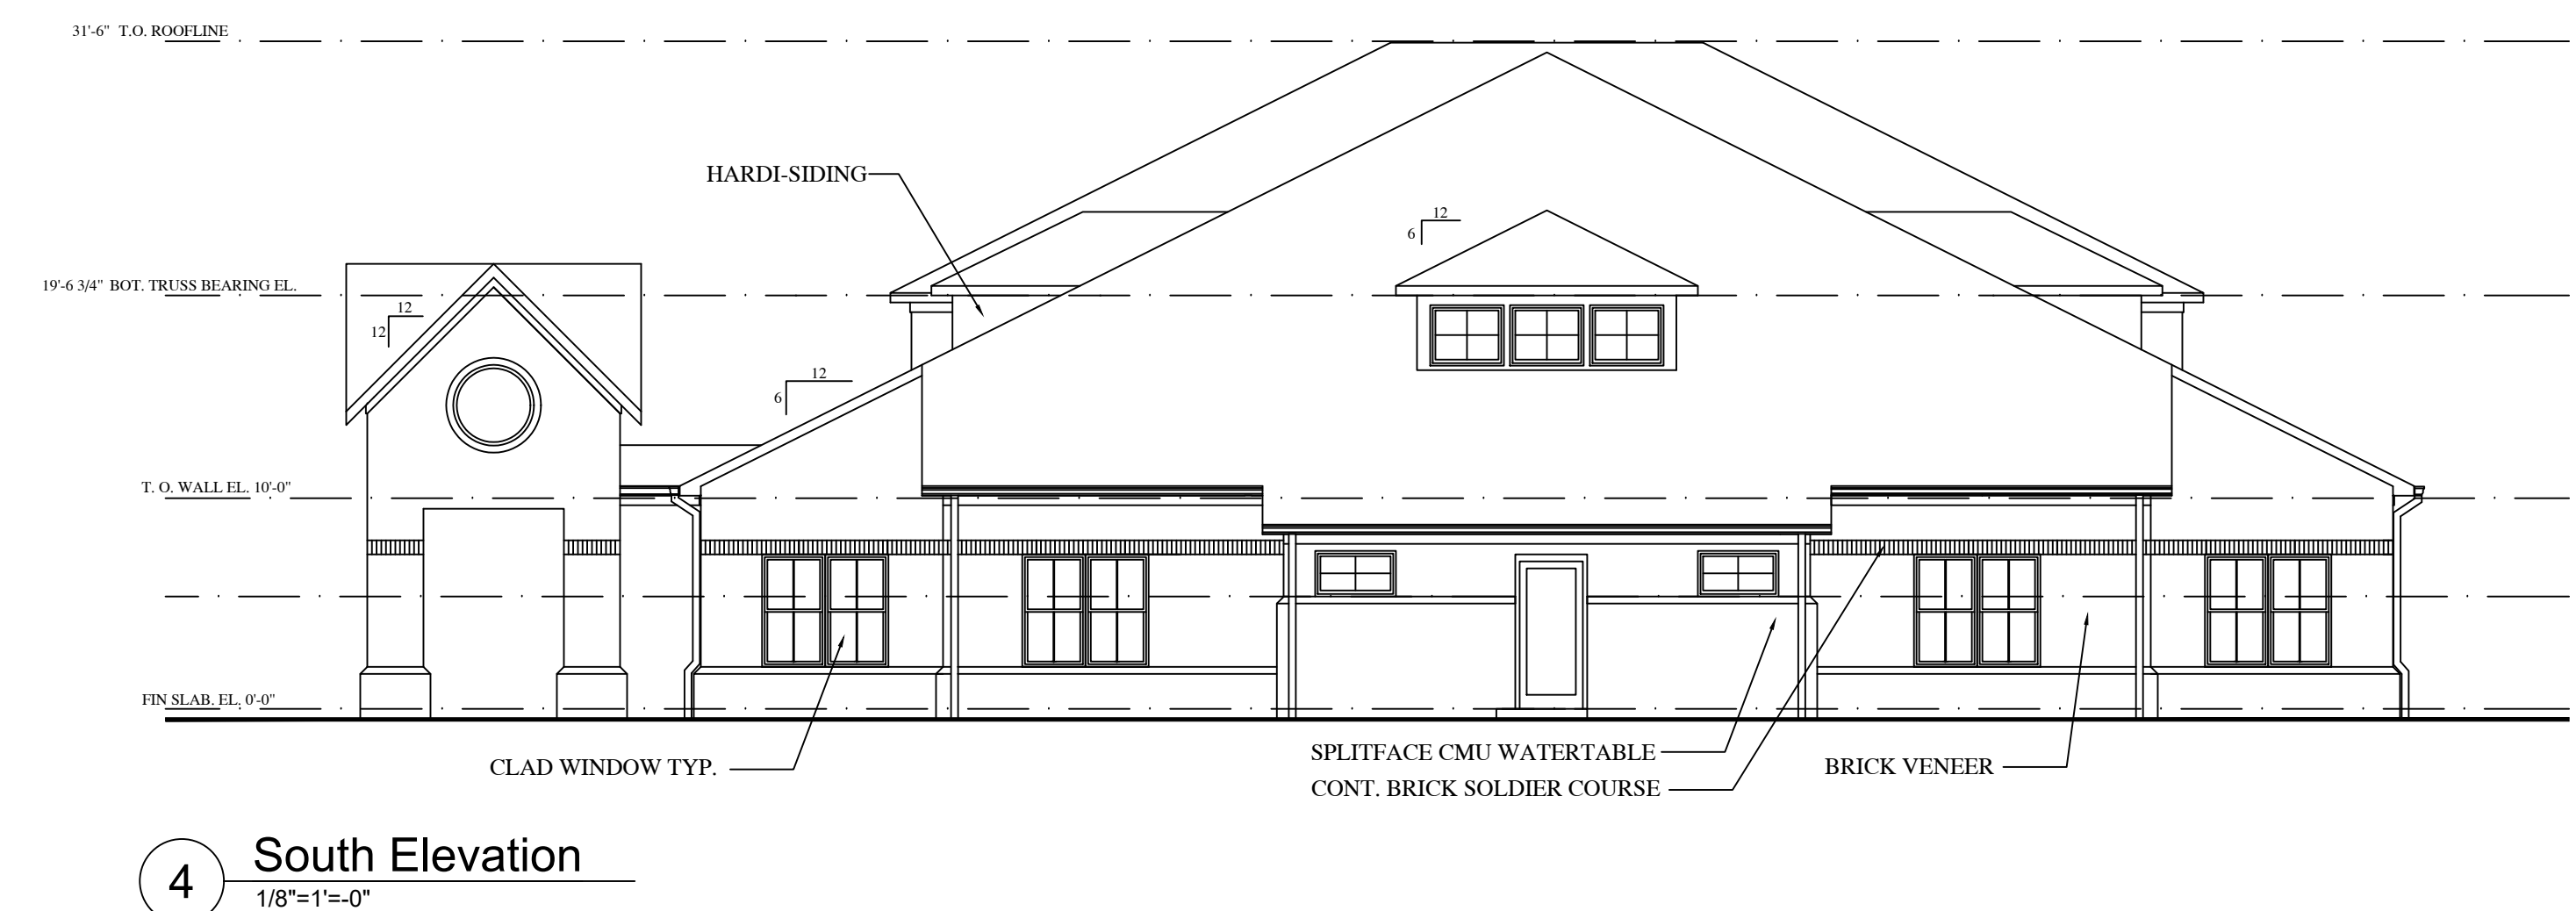 31'-6" T.O. ROOFLINE
HARDI-SIDING
12
6
19'-6 3/4" BOT. TRUSS BEARING EL.
12
12
12
6
T. O. WALL EL. 10'-0"
FIN SLAB. EL. 0'-0"
CLAD WINDOW TYP.
SPLITFACE CMU WATERTABLE
CONT. BRICK SOLDIER COURSE
BRICK VENEER
4
South Elevation
1/8"=1'=-0"